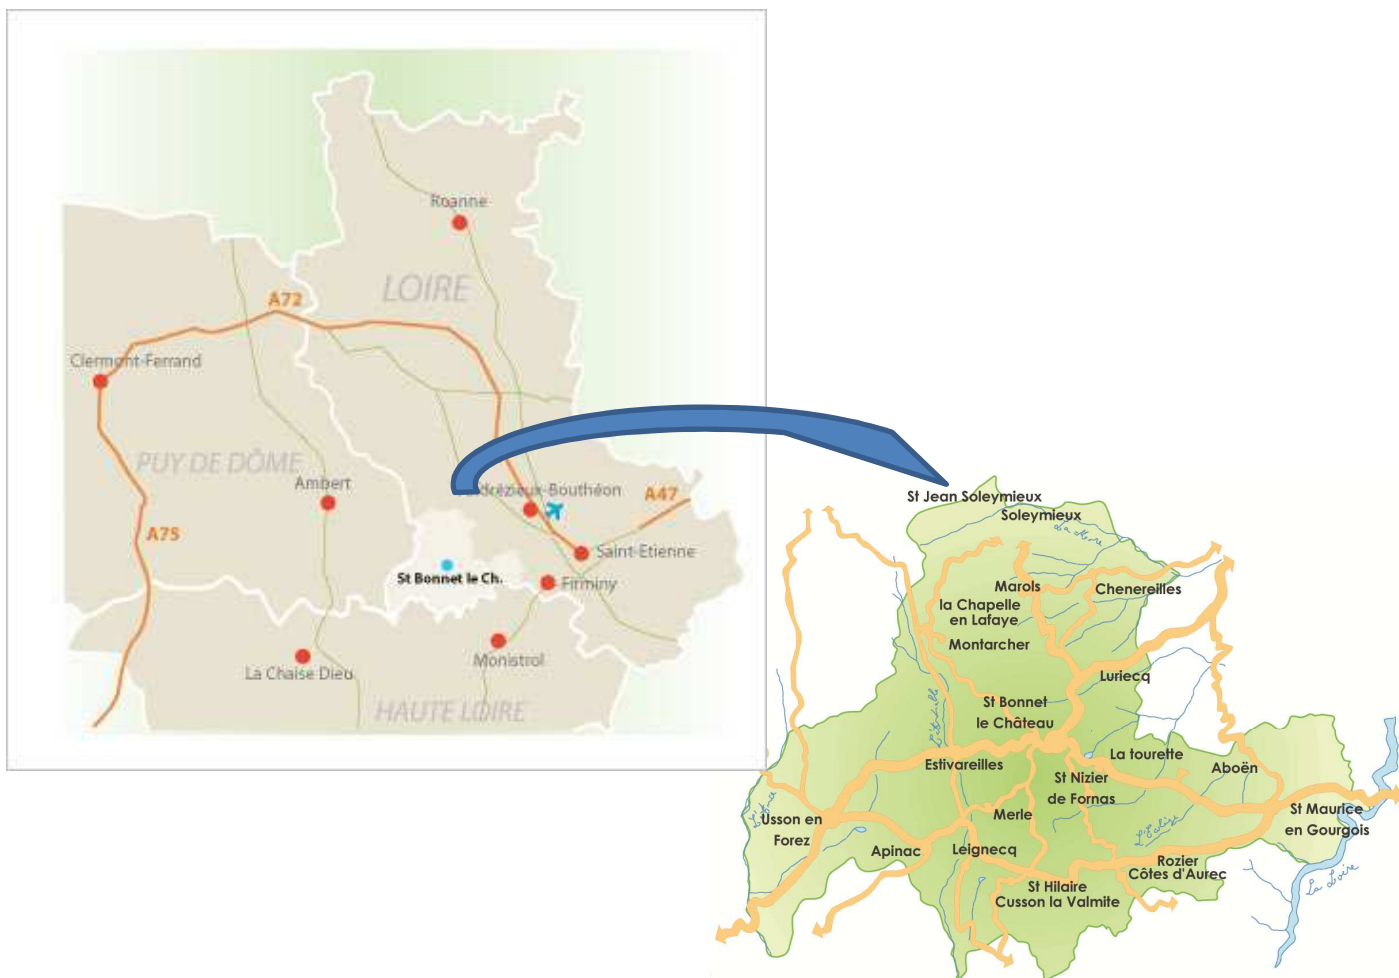 Roanne
LOIRE
A72
Clermont-Ferrand
PUY DE DÔME
Ambert
drézieux-Bouthéon
A47
A75
Saint-Etienne
St Bonnet le Ch.
Firminy
Monistrol
La Chaise Dieu
HAUTE LOIRE
St Jean Soleymieux
Soleymieux
La Mare
Marols
Chenereilles
la Chapelle
en Lafaye
Montarcher
Luriecq
St Bonnet
le Château
Estivareilles
La tourette
Aboën
St Nizier
de Fornas
Usson en
Forez
Merle
St Maurice
en Gourgois
Apinac
Leignecq
Rozier
Côtes d'Aurec
St Hilaire
Cusson la Valmite
La Loire